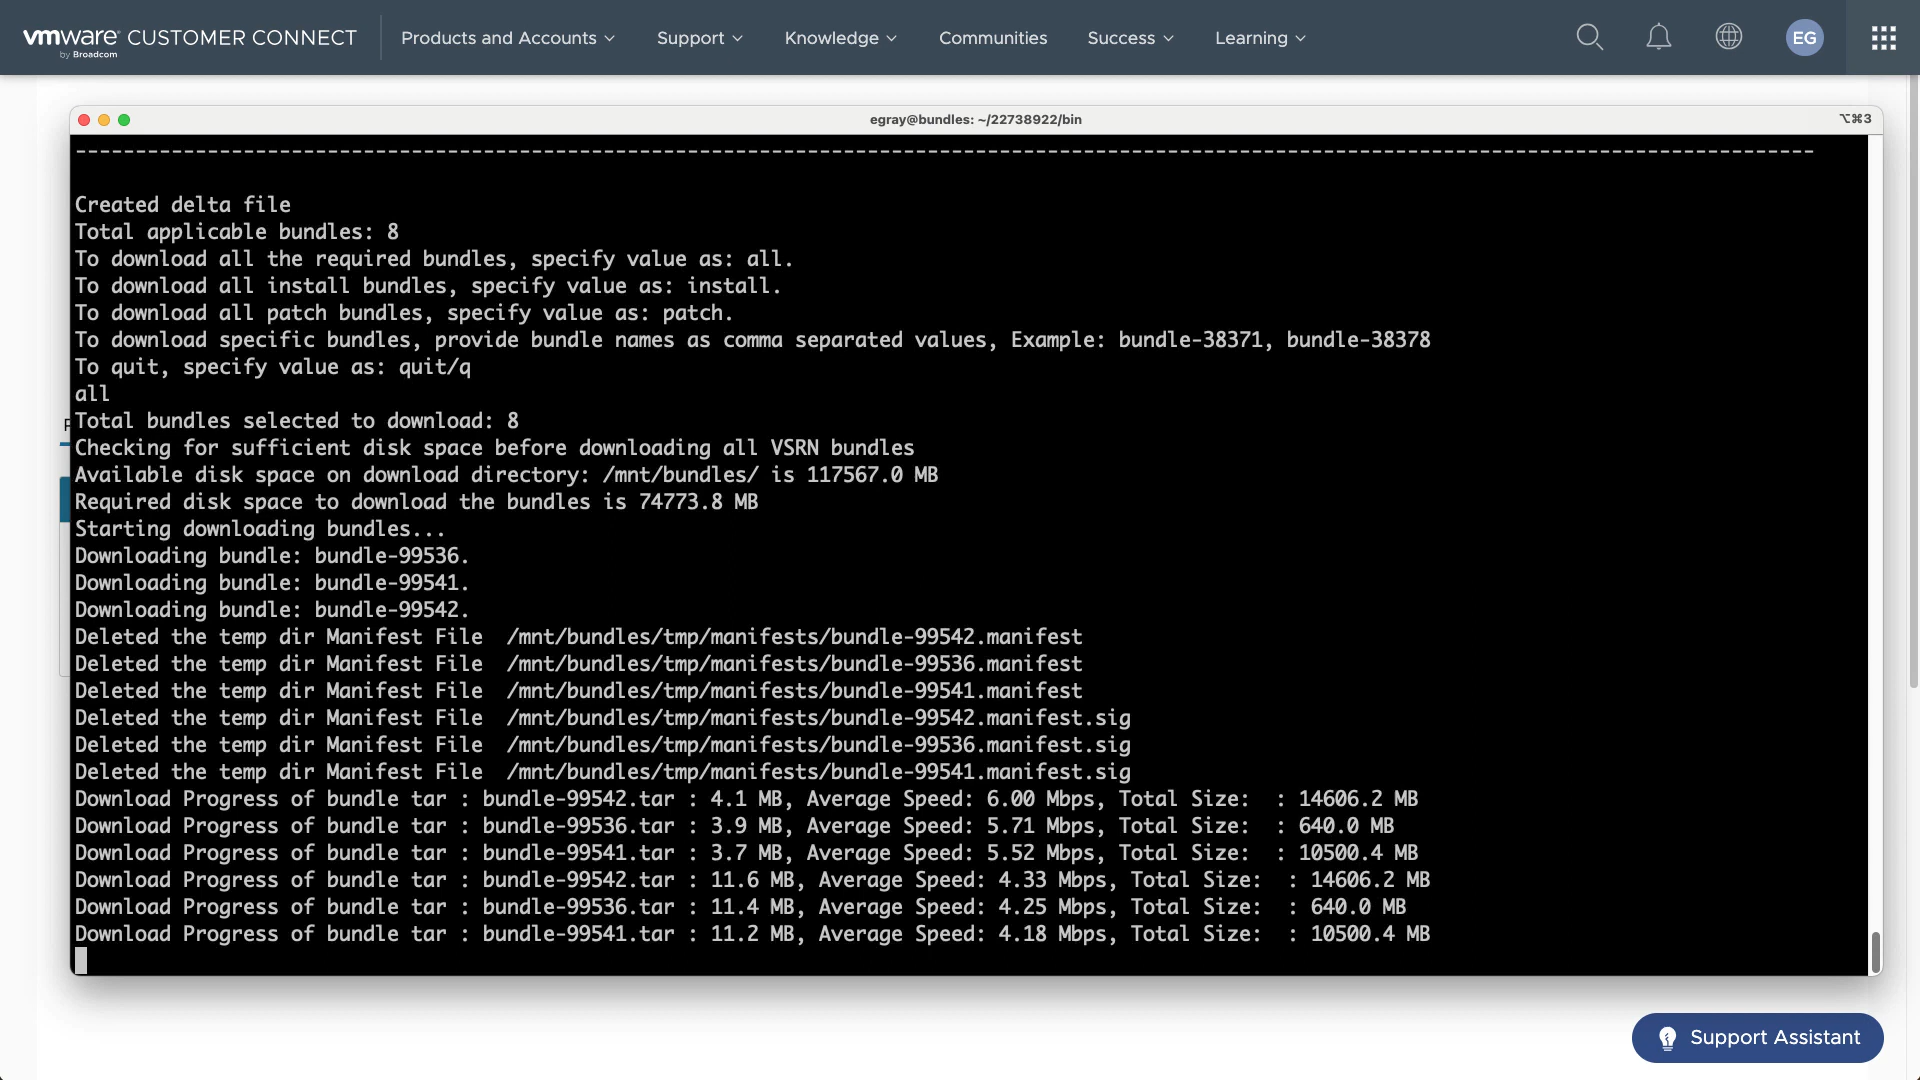 vmware® CUSTOMER CONNECT
by Broadcom
Products and Accounts
Support
Knowledge
Communities
Success
Learning
EG
egray@bundles: ~/22738922/bin
⌥⌘3
--------------------------------------------------------------------------------------------------------------------------------------------------
Created delta file
Total applicable bundles: 8
To download all the required bundles, specify value as: all.
To download all install bundles, specify value as: install.
To download all patch bundles, specify value as: patch.
To download specific bundles, provide bundle names as comma separated values, Example: bundle-38371, bundle-38378
To quit, specify value as: quit/q
all
Total bundles selected to download: 8
Checking for sufficient disk space before downloading all VSRN bundles
Available disk space on download directory: /mnt/bundles/ is 117567.0 MB
Required disk space to download the bundles is 74773.8 MB
Starting downloading bundles...
Downloading bundle: bundle-99536.
Downloading bundle: bundle-99541.
Downloading bundle: bundle-99542.
Deleted the temp dir Manifest File  /mnt/bundles/tmp/manifests/bundle-99542.manifest
Deleted the temp dir Manifest File  /mnt/bundles/tmp/manifests/bundle-99536.manifest
Deleted the temp dir Manifest File  /mnt/bundles/tmp/manifests/bundle-99541.manifest
Deleted the temp dir Manifest File  /mnt/bundles/tmp/manifests/bundle-99542.manifest.sig
Deleted the temp dir Manifest File  /mnt/bundles/tmp/manifests/bundle-99536.manifest.sig
Deleted the temp dir Manifest File  /mnt/bundles/tmp/manifests/bundle-99541.manifest.sig
Download Progress of bundle tar : bundle-99542.tar : 4.1 MB, Average Speed: 6.00 Mbps, Total Size:  : 14606.2 MB
Download Progress of bundle tar : bundle-99536.tar : 3.9 MB, Average Speed: 5.71 Mbps, Total Size:  : 640.0 MB
Download Progress of bundle tar : bundle-99541.tar : 3.7 MB, Average Speed: 5.52 Mbps, Total Size:  : 10500.4 MB
Download Progress of bundle tar : bundle-99542.tar : 11.6 MB, Average Speed: 4.33 Mbps, Total Size:  : 14606.2 MB
Download Progress of bundle tar : bundle-99536.tar : 11.4 MB, Average Speed: 4.25 Mbps, Total Size:  : 640.0 MB
Download Progress of bundle tar : bundle-99541.tar : 11.2 MB, Average Speed: 4.18 Mbps, Total Size:  : 10500.4 MB
Support Assistant